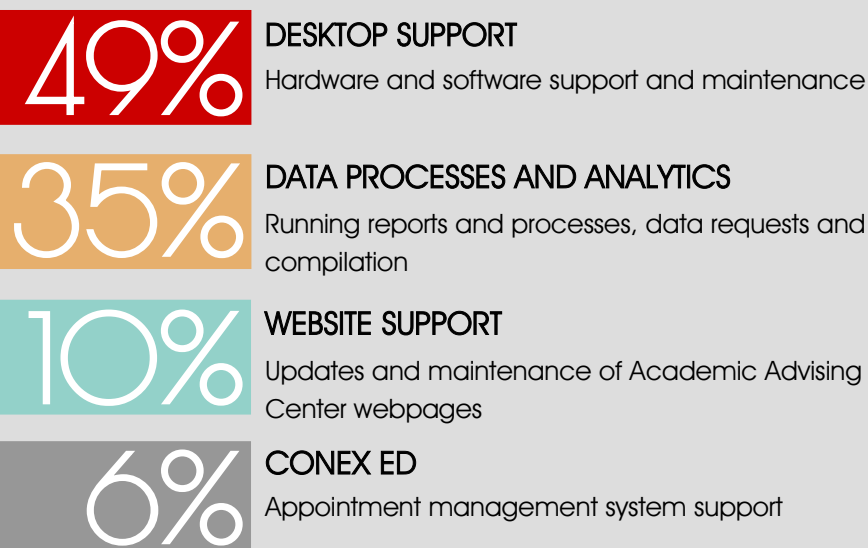 49%
DESKTOP SUPPORT
Hardware and software support and maintenance
35%
DATA PROCESSES AND ANALYTICS
Running reports and processes, data requests and
compilation
10%
WEBSITE SUPPORT
Updates and maintenance of Academic Advising
Center webpages
6%
CONEX ED
Appointment management system support